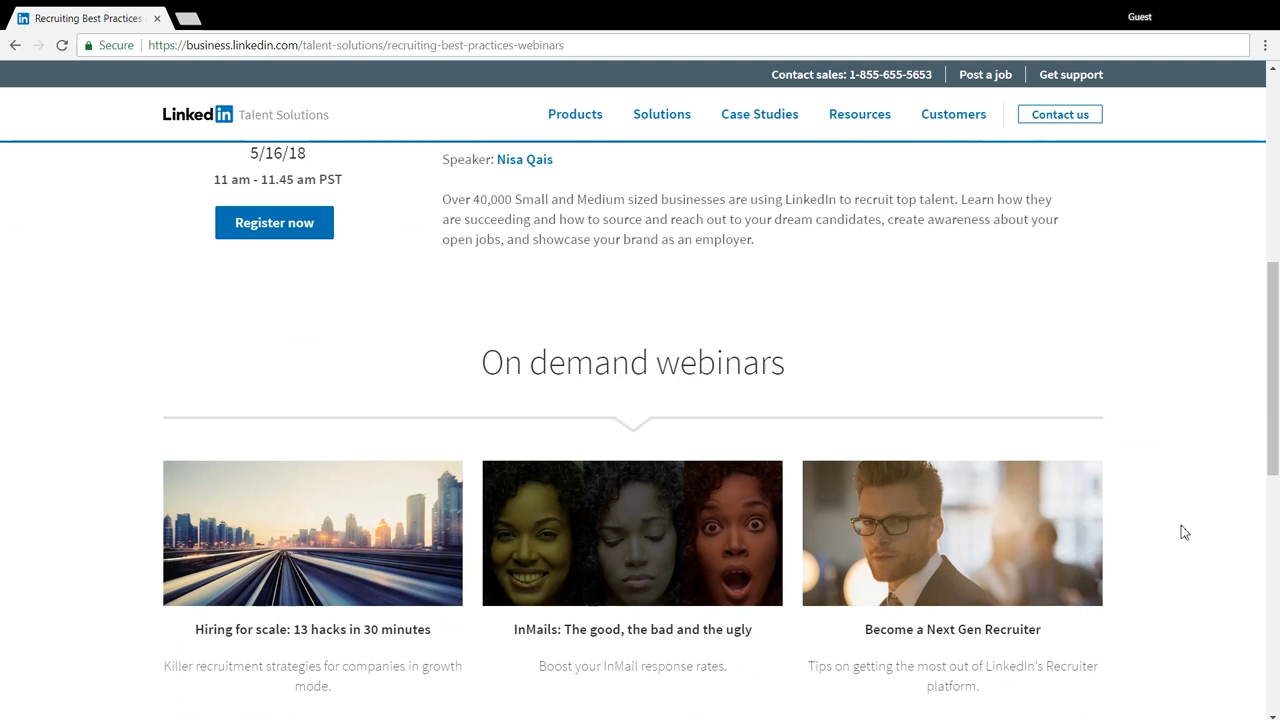 Recruiting Best Practices
Guest
Secure
https://business.linkedin.com/talent-solutions/recruiting-best-practices-webinars
Contact sales: 1-855-655-5653
Post a job
Get support
Linked in Talent Solutions
Products
Solutions
Case Studies
Resources
Customers
Contact us
5/16/18
11 am - 11.45 am PST
Register now
Speaker: Nisa Qais
Over 40,000 Small and Medium sized businesses are using LinkedIn to recruit top talent. Learn how they
are succeeding and how to source and reach out to your dream candidates, create awareness about your
open jobs, and showcase your brand as an employer.
On demand webinars
Hiring for scale: 13 hacks in 30 minutes
Killer recruitment strategies for companies in growth
mode.
InMails: The good, the bad and the ugly
Boost your InMail response rates.
Become a Next Gen Recruiter
Tips on getting the most out of LinkedIn's Recruiter
platform.